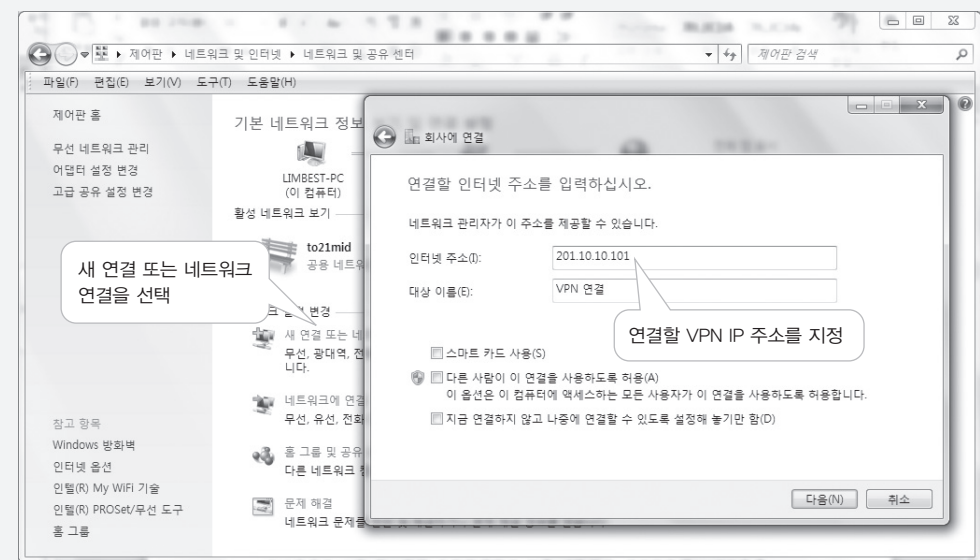 제어판 ▸ 네트워크 및 인터넷 ▸ 네트워크 및 공유 센터
제어판 검색
파일(F) 편집(E) 보기(V) 도구(T) 도움말(H)
제어판 홈
무선 네트워크 관리
어댑터 설정 변경
고급 공유 설정 변경
기본 네트워크 정보
LIMBEST-PC
(이 컴퓨터)
활성 네트워크 보기
to21mid
공용 네트워
새 연결 또는 네트워크
연결을 선택
변경
새 연결 또는 네
무선, 광대역, 전
니다.
네트워크에 연결
무선, 유선, 전화
홈 그룹 및 공유
다른 네트워크
문제 해결
네트워크 문제를
참고 항목
Windows 방화벽
인터넷 옵션
인텔(R) My WiFi 기술
인텔(R) PROSet/무선 도구
홈 그룹
회사에 연결
연결할 인터넷 주소를 입력하십시오.
네트워크 관리자가 이 주소를 제공할 수 있습니다.
인터넷 주소(I): 201.10.10.101
대상 이름(E): VPN 연결
연결할 VPN IP 주소를 지정
스마트 카드 사용(S)
다른 사람이 이 연결을 사용하도록 허용(A)
이 옵션은 이 컴퓨터에 액세스하는 모든 사용자가 이 연결을 사용하도록 허용합니다.
지금 연결하지 않고 나중에 연결할 수 있도록 설정해 놓기만 함(D)
다음(N) 취소